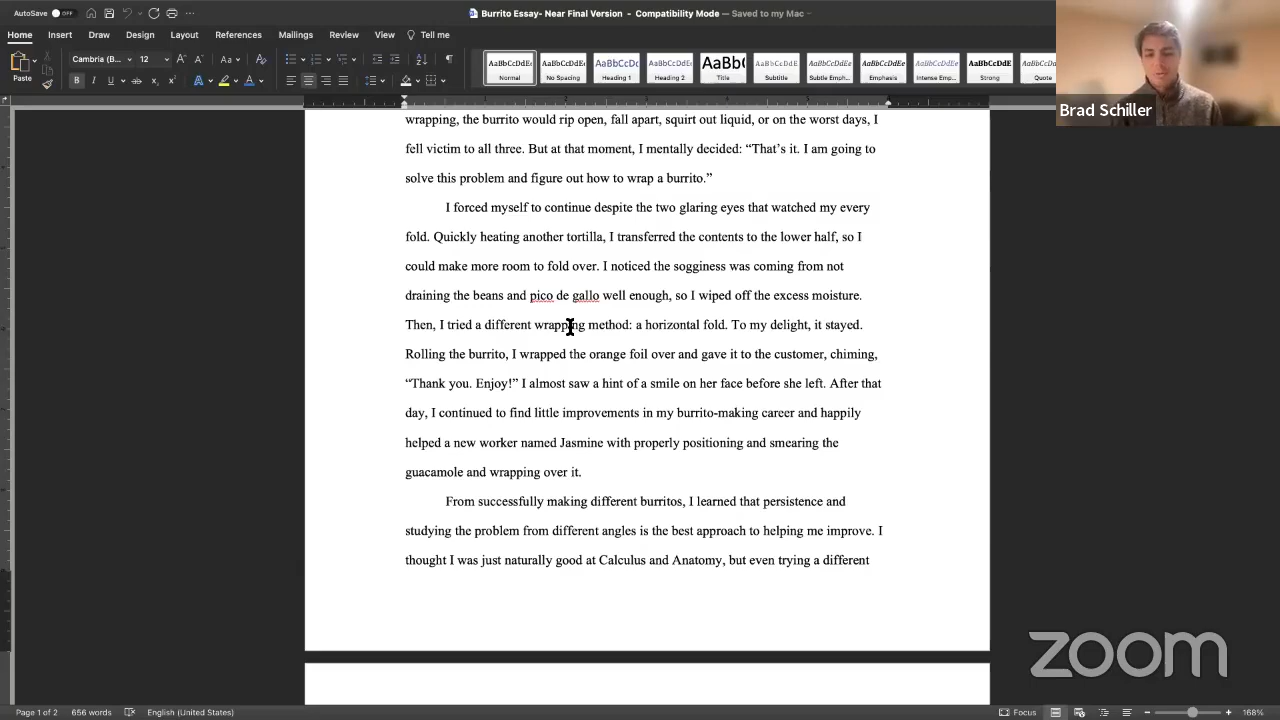 AutoSave OFF
Burrito Essay- Near Final Version - Compatibility Mode — Saved to my Mac
Home Insert Draw Design Layout References Mailings Review View Tell me
Paste
Cambria (B... 12
AaBbCcDdEe Normal
AaBbCcDdEe No Spacing
AaBbCcDc Heading 1
AaBbCcDdE Heading 2
AaBb( Title
AaBbCcDdE Subtitle
AaBbCcDdEe Subtle Emph...
AaBbCcDdEe Emphasis
AaBbCcDdEe Intense Emp...
AaBbCcDdEe Strong
Quote
Brad Schiller
wrapping, the burrito would rip open, fall apart, squirt out liquid, or on the worst days, I
fell victim to all three. But at that moment, I mentally decided: “That’s it. I am going to
solve this problem and figure out how to wrap a burrito.”
I forced myself to continue despite the two glaring eyes that watched my every
fold. Quickly heating another tortilla, I transferred the contents to the lower half, so I
could make more room to fold over. I noticed the sogginess was coming from not
draining the beans and pico de gallo well enough, so I wiped off the excess moisture.
Then, I tried a different wrapping method: a horizontal fold. To my delight, it stayed.
Rolling the burrito, I wrapped the orange foil over and gave it to the customer, chiming,
“Thank you. Enjoy!” I almost saw a hint of a smile on her face before she left. After that
day, I continued to find little improvements in my burrito-making career and happily
helped a new worker named Jasmine with properly positioning and smearing the
guacamole and wrapping over it.
From successfully making different burritos, I learned that persistence and
studying the problem from different angles is the best approach to helping me improve. I
thought I was just naturally good at Calculus and Anatomy, but even trying a different
zoom
Page 1 of 2 656 words English (United States) Focus 168%